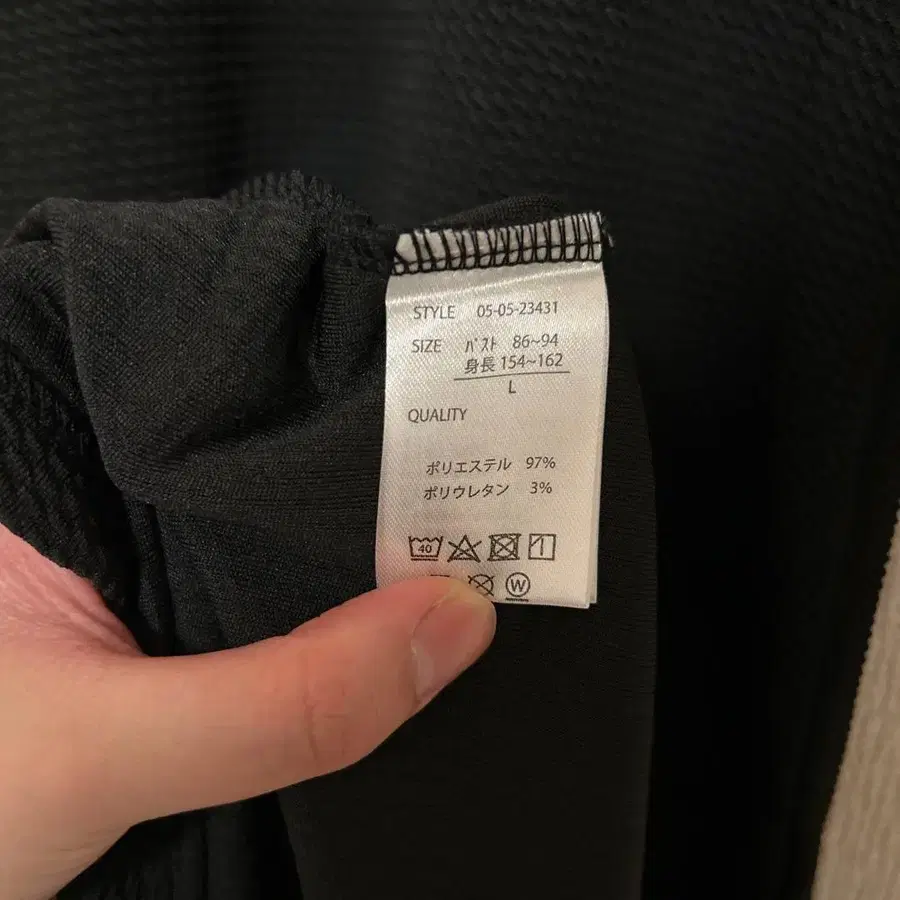 STYLE 05-05-23431
SIZE バスト 86~94
身長 154~162
L
QUALITY
ポリエステル 97%
ポリウレタン 3%
40
W